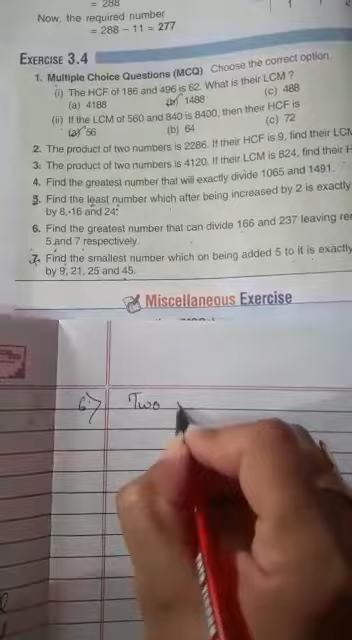 = 288
Now, the required number
= 288 – 11 = 277
EXERCISE 3.4
1. Multiple Choice Questions (MCQ) Choose the correct option.
(i) The HCF of 186 and 496 is 62. What is their LCM ?
(a) 4188 (b) 1488 (c) 488
(ii) If the LCM of 560 and 840 is 8400, then their HCF is
(a) 56 (b) 64 (c) 72
2. The product of two numbers is 2286. If their HCF is 9, find their LCM
3. The product of two numbers is 4120. If their LCM is 824, find their H
4. Find the greatest number that will exactly divide 1065 and 1491.
5. Find the least number which after being increased by 2 is exactly
by 8, 16 and 24.
6. Find the greatest number that can divide 166 and 237 leaving re
5 and 7 respectively.
7. Find the smallest number which on being added 5 to it is exactly
by 9, 21, 25 and 45.
Miscellaneous Exercise
6) Two